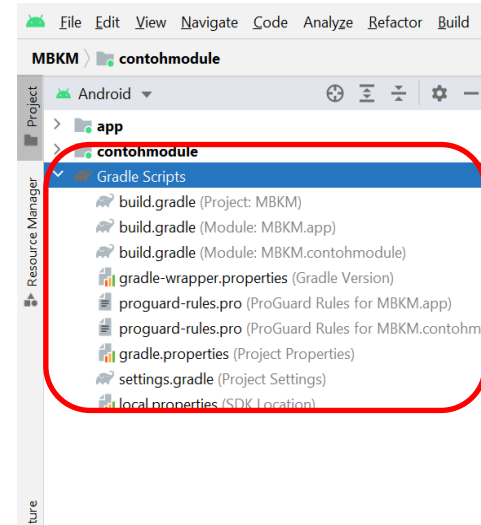 File Edit View Navigate Code Analyze Refactor Build
MBKM contohmodule
Project
Android
app
contohmodule
Gradle Scripts
build.gradle (Project: MBKM)
build.gradle (Module: MBKM.app)
build.gradle (Module: MBKM.contohmodule)
gradle-wrapper.properties (Gradle Version)
proguard-rules.pro (ProGuard Rules for MBKM.app)
proguard-rules.pro (ProGuard Rules for MBKM.contohm
gradle.properties (Project Properties)
settings.gradle (Project Settings)
local.properties (SDK Location)
Resource Manager
ture